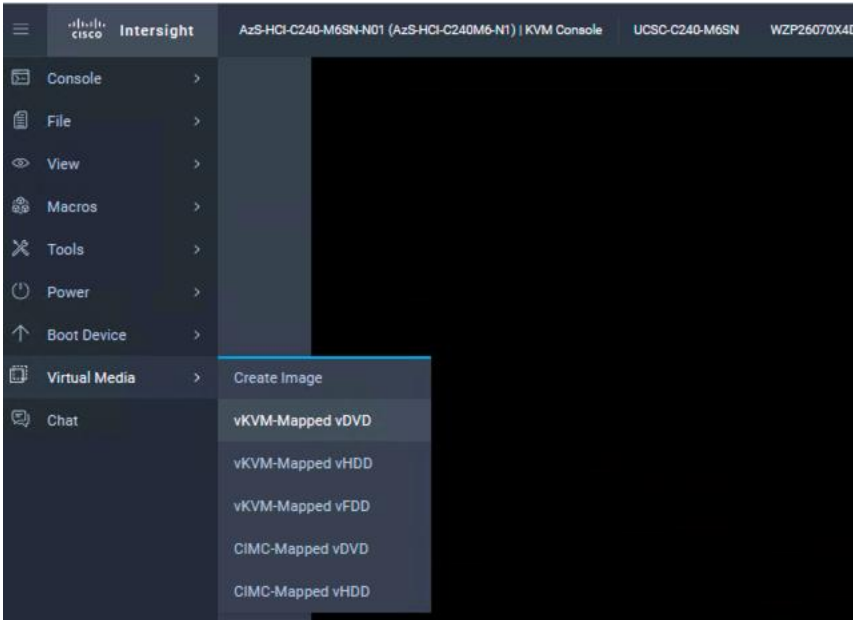 cisco Intersight AzS-HCI-C240-M6SN-N01 (AzS-HCI-C240M6-N1) | KVM Console UCSC-C240-M6SN WZP26070X4D
Console
File
View
Macros
Tools
Power
Boot Device
Virtual Media
Create Image
Chat
vKVM-Mapped vDVD
vKVM-Mapped vHDD
vKVM-Mapped vFDD
CIMC-Mapped vDVD
CIMC-Mapped vHDD